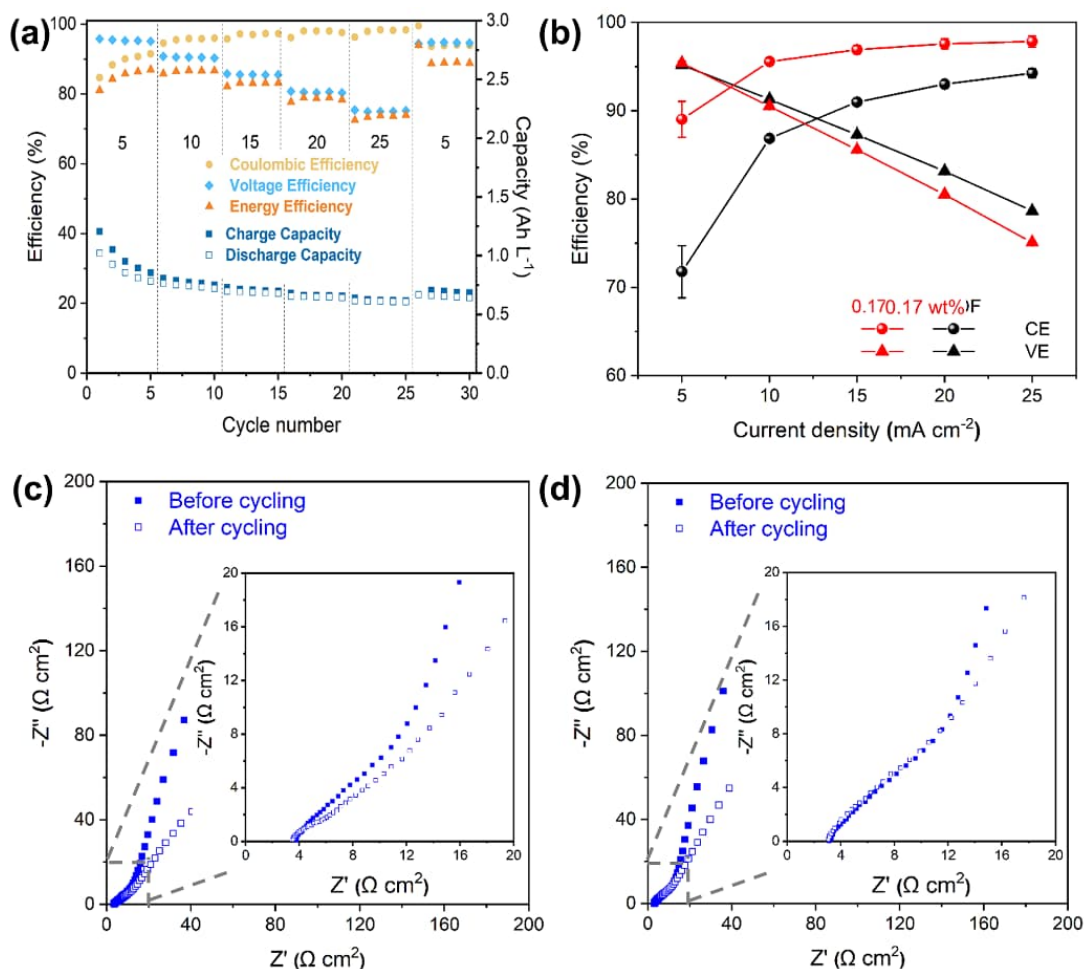 (a)
Efficiency (%)
100
80
60
40
20
0
5 10 15 20 25 5
Coulombic Efficiency
Voltage Efficiency
Energy Efficiency
Charge Capacity
Discharge Capacity
3.0
2.5
2.0
1.5
1.0
0.5
0.0
Capacity (Ah L⁻¹)
0 5 10 15 20 25 30
Cycle number
(b)
Efficiency (%)
100
90
80
70
60
0.170.17 wt%
CE
VE
5 10 15 20 25
Current density (mA cm⁻²)
(c)
-Z'' (Ω cm²)
200
160
120
80
40
0
Before cycling
After cycling
-Z'' (Ω cm²)
20
16
12
8
4
0
0 4 8 12 16 20
Z' (Ω cm²)
0 40 80 120 160 200
Z' (Ω cm²)
(d)
-Z'' (Ω cm²)
200
160
120
80
40
0
Before cycling
After cycling
-Z'' (Ω cm²)
20
16
12
8
4
0
0 4 8 12 16 20
Z' (Ω cm²)
0 40 80 120 160 200
Z' (Ω cm²)